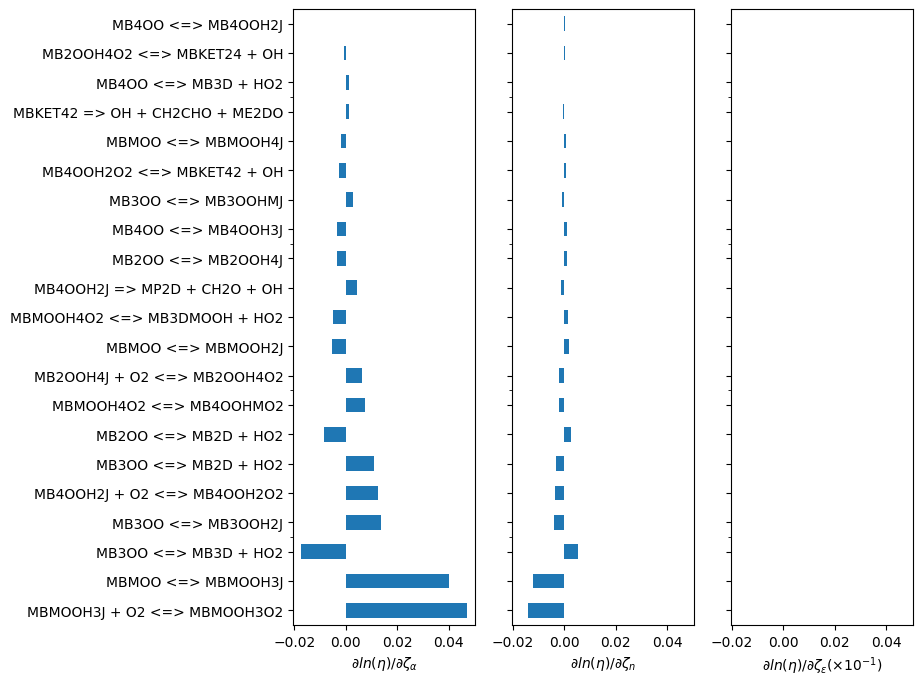 MB4OO <=> MB4OOH2J
MB2OOH4O2 <=> MBKET24 + OH
MB4OO <=> MB3D + HO2
MBKET42 => OH + CH2CHO + ME2DO
MBMOO <=> MBMOOH4J
MB4OOH2O2 <=> MBKET42 + OH
MB3OO <=> MB3OOHMJ
MB4OO <=> MB4OOH3J
MB2OO <=> MB2OOH4J
MB4OOH2J => MP2D + CH2O + OH
MBMOOH4O2 <=> MB3DMOOH + HO2
MBMOO <=> MBMOOH2J
MB2OOH4J + O2 <=> MB2OOH4O2
MBMOOH4O2 <=> MB4OOHMO2
MB2OO <=> MB2D + HO2
MB3OO <=> MB2D + HO2
MB4OOH2J + O2 <=> MB4OOH2O2
MB3OO <=> MB3OOH2J
MB3OO <=> MB3D + HO2
MBMOO <=> MBMOOH3J
MBMOOH3J + O2 <=> MBMOOH3O2
−0.02 0.00 0.02 0.04
∂ln(η)/∂ζα
−0.02 0.00 0.02 0.04
∂ln(η)/∂ζn
−0.02 0.00 0.02 0.04
∂ln(η)/∂ζε(×10⁻¹)